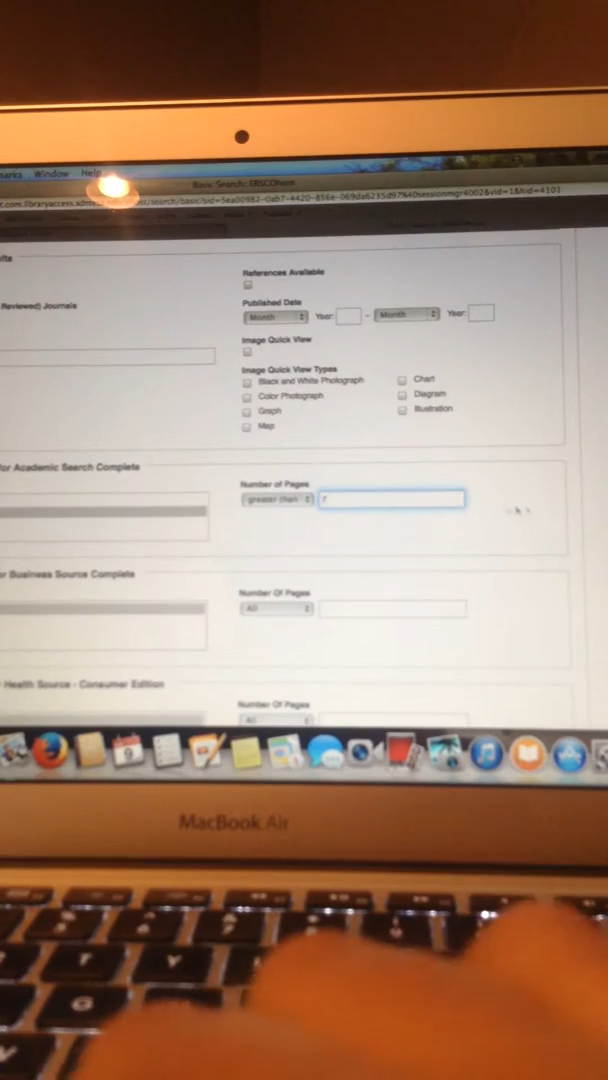 Window Help
Basic Search: EBSCOhost
References Available
Reviewed) Journals
Published Date
Month Year: – Month Year:
Image Quick View
Image Quick View Types
Black and White Photograph Chart
Color Photograph Diagram
Graph Illustration
Map
for Academic Search Complete
Number of Pages
greater than
Business Source Complete
Number Of Pages
All
Health Source - Consumer Edition
Number Of Pages
All
9
MacBook Air
T Y
G